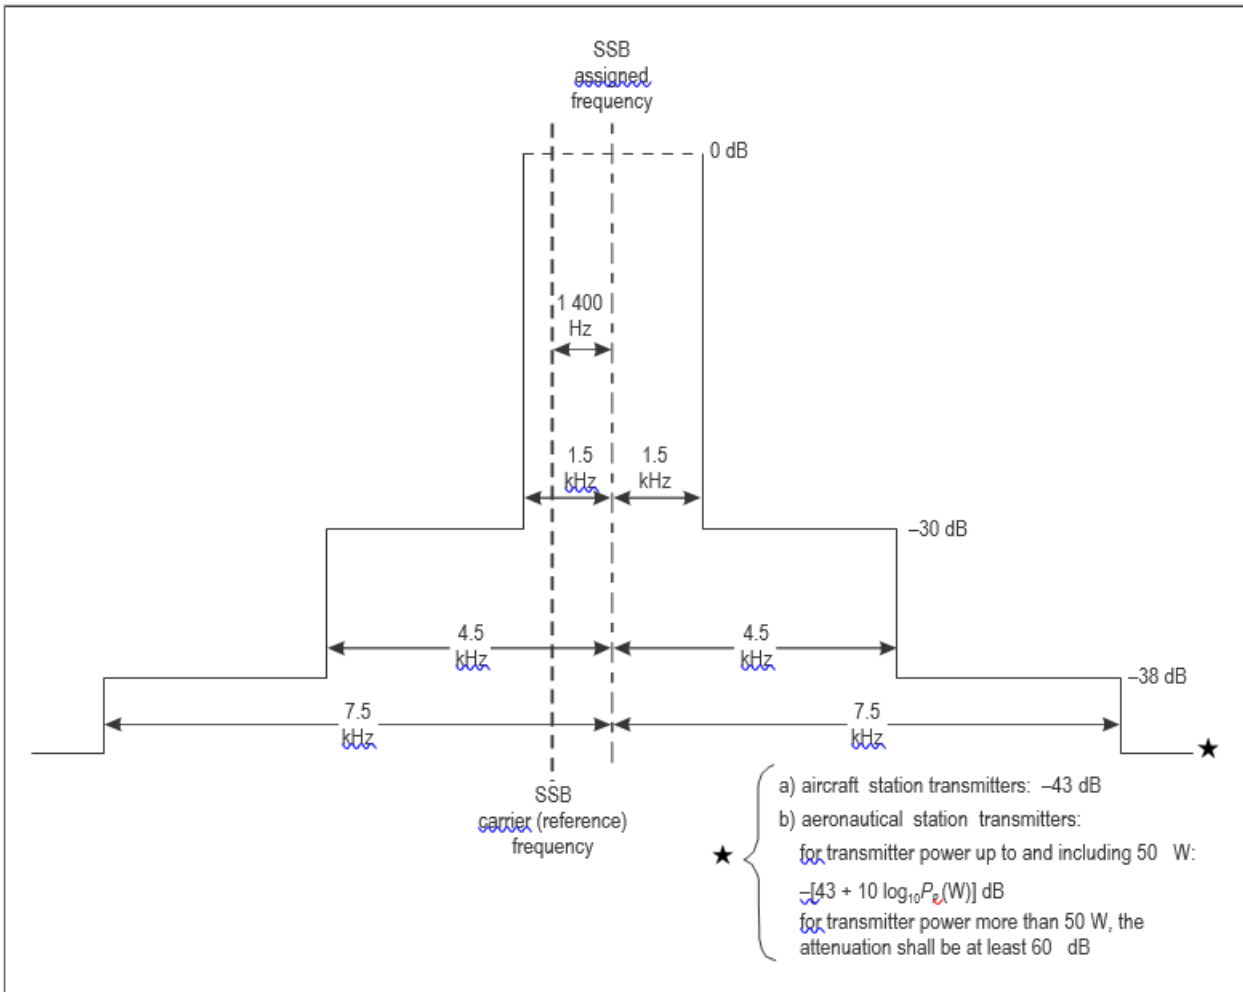 SSB
assigned
frequency
0 dB
1 400
Hz
1.5
kHz
1.5
kHz
–30 dB
4.5
kHz
4.5
kHz
–38 dB
7.5
kHz
7.5
kHz
★
SSB
carrier (reference)
frequency
★
a) aircraft station transmitters: –43 dB
b) aeronautical station transmitters:
for transmitter power up to and including 50 W:
–[43 + 10 log₁₀Pₚ(W)] dB
for transmitter power more than 50 W, the
attenuation shall be at least 60 dB